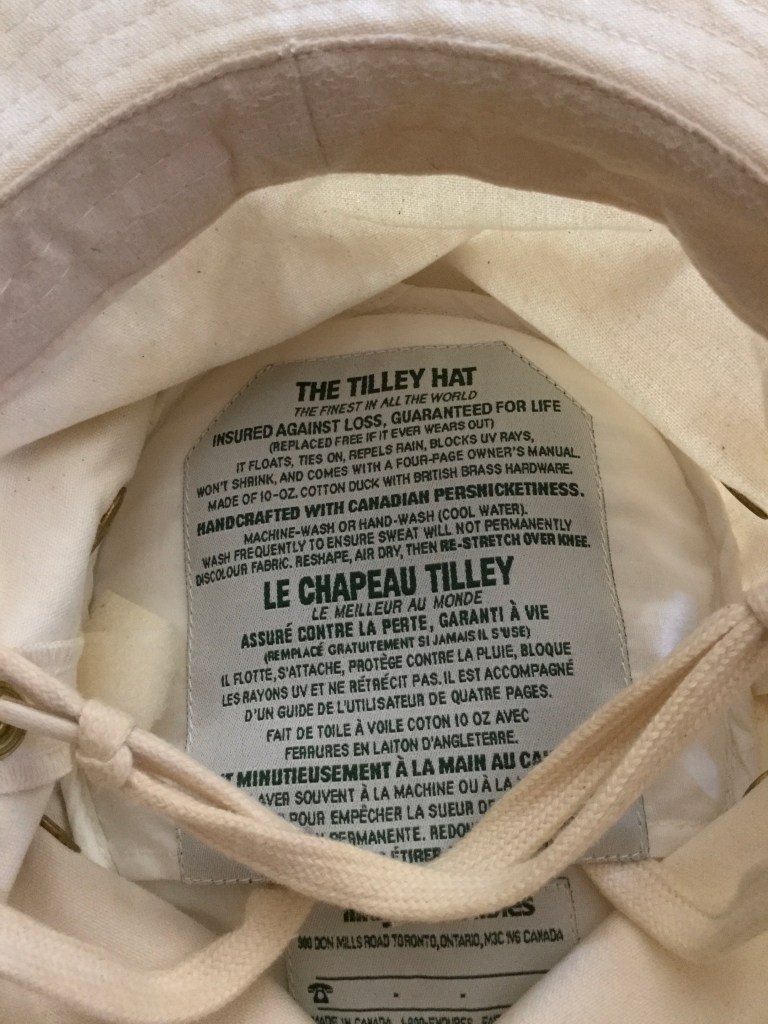 THE TILLEY HAT
THE FINEST IN ALL THE WORLD
INSURED AGAINST LOSS, GUARANTEED FOR LIFE
(REPLACED FREE IF IT EVER WEARS OUT)
IT FLOATS, TIES ON, REPELS RAIN, BLOCKS UV RAYS,
WON'T SHRINK, AND COMES WITH A FOUR-PAGE OWNER'S MANUAL.
MADE OF 10-OZ. COTTON DUCK WITH BRITISH BRASS HARDWARE.
HANDCRAFTED WITH CANADIAN PERSNICKETINESS.
MACHINE-WASH OR HAND-WASH (COOL WATER).
WASH FREQUENTLY TO ENSURE SWEAT WILL NOT PERMANENTLY
DISCOLOUR FABRIC. RESHAPE, AIR DRY, THEN RE-STRETCH OVER KNEE.
LE CHAPEAU TILLEY
LE MEILLEUR AU MONDE
ASSURÉ CONTRE LA PERTE, GARANTI À VIE
(REMPLACÉ GRATUITEMENT SI JAMAIS IL S'USE)
IL FLOTTE, S'ATTACHE, PROTÈGE CONTRE LA PLUIE, BLOQUE
LES RAYONS UV ET NE RÉTRÉCIT PAS. IL EST ACCOMPAGNÉ
D'UN GUIDE DE L'UTILISATEUR DE QUATRE PAGES.
FAIT DE TOILE À VOILE COTON 10 OZ AVEC
FERRURES EN LAITON D'ANGLETERRE.
MINUTIEUSEMENT À LA MAIN AU
AVER SOUVENT À LA MACHINE OU À LA
POUR EMPÊCHER LA SUEUR DE
PERMANENTE.
ÉTIRER
900 DON MILLS ROAD TORONTO, ONTARIO, M3C 1V6 CANADA
MADE IN CANADA